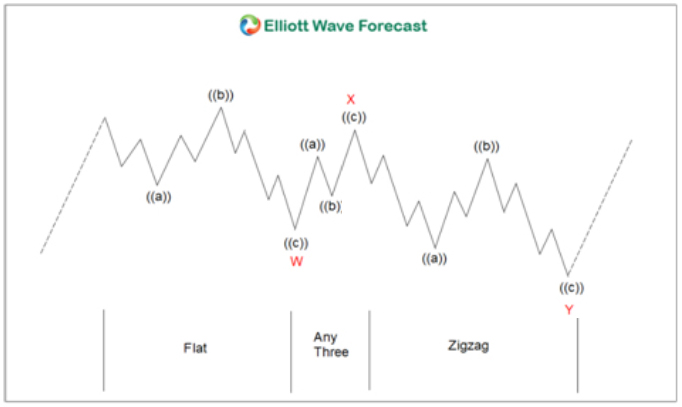 Elliott Wave Forecast
((b))
X
((c))
((a))
((b))
((a))
((b)
((c))
W
((a))
((c))
Y
Flat
Any
Three
Zigzag